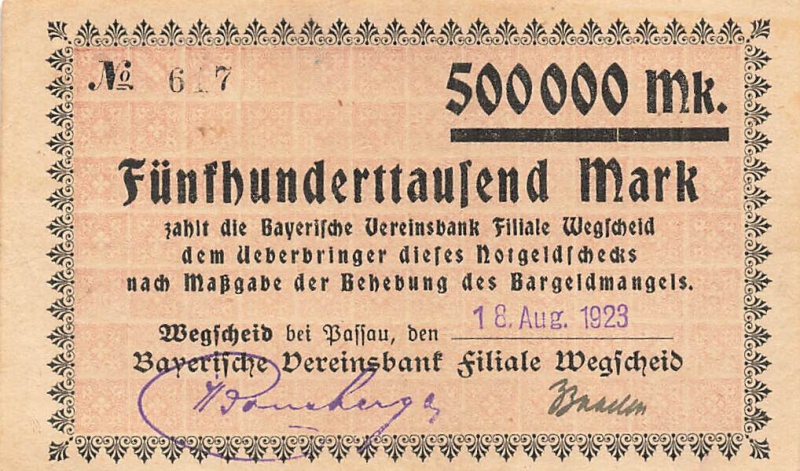 № 617
500000 Mk.
Fünfhunderttauſend Mark
zahlt die Bayeriſche Vereinsbank Filiale Wegſcheid
dem Ueberbringer dieſes Notgeldſchecks
nach Maßgabe der Behebung des Bargeldmangels.
Wegſcheid bei Paſſau, den 18. Aug. 1923
Bayeriſche Vereinsbank Filiale Wegſcheid